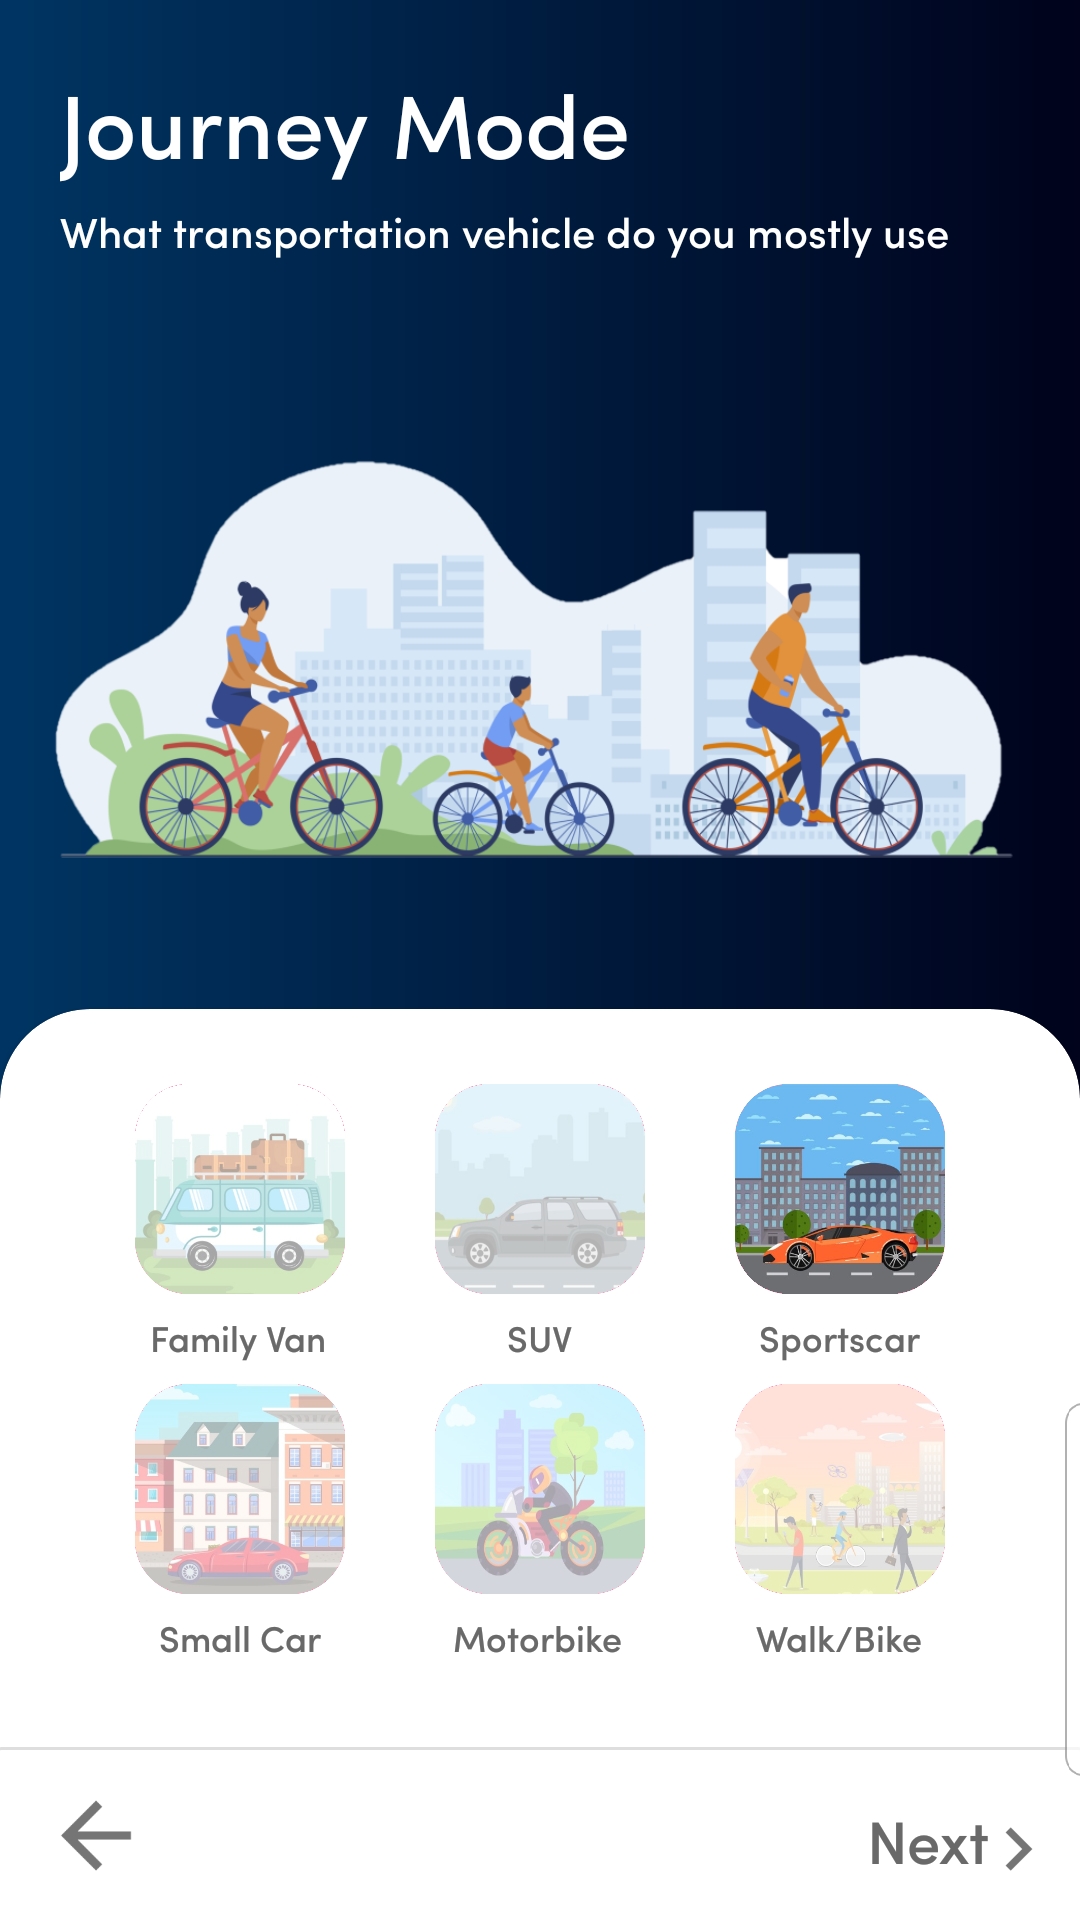 Journey Mode
What transportation vehicle do you mostly use
Family Van
SUV
Sportscar
Small Car
Motorbike
Walk/Bike
Next